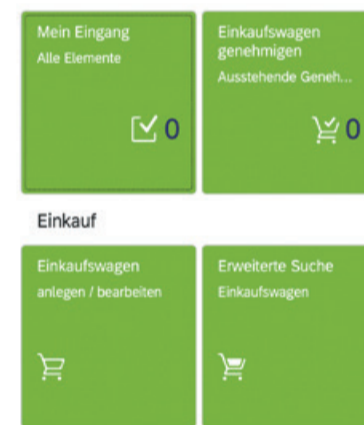 Mein Eingang
Alle Elemente
0
Einkaufswagen
genehmigen
Ausstehende Geneh...
0
Einkauf
Einkaufswagen
anlegen / bearbeiten
Erweiterte Suche
Einkaufswagen